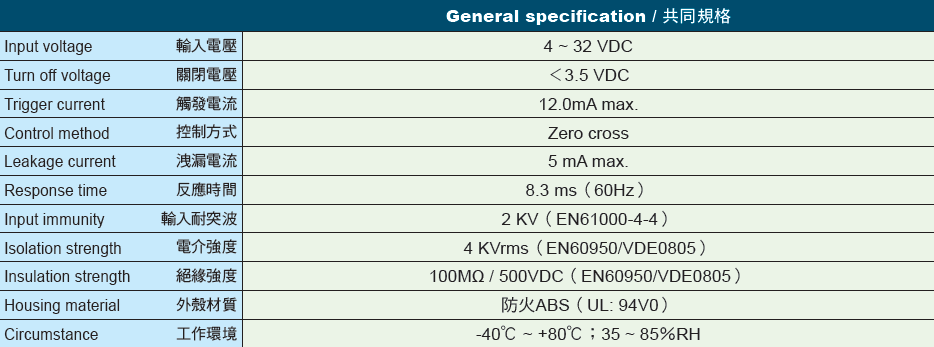 General specification / 共同規格
Input voltage 輸入電壓 4 ~ 32 VDC
Turn off voltage 關閉電壓 <3.5 VDC
Trigger current 觸發電流 12.0mA max.
Control method 控制方式 Zero cross
Leakage current 洩漏電流 5 mA max.
Response time 反應時間 8.3 ms（60Hz）
Input immunity 輸入耐突波 2 KV（EN61000-4-4）
Isolation strength 電介強度 4 KVrms（EN60950/VDE0805）
Insulation strength 絕緣強度 100MΩ / 500VDC（EN60950/VDE0805）
Housing material 外殼材質 防火ABS（UL: 94V0）
Circumstance 工作環境 -40℃ ~ +80℃；35 ~ 85%RH